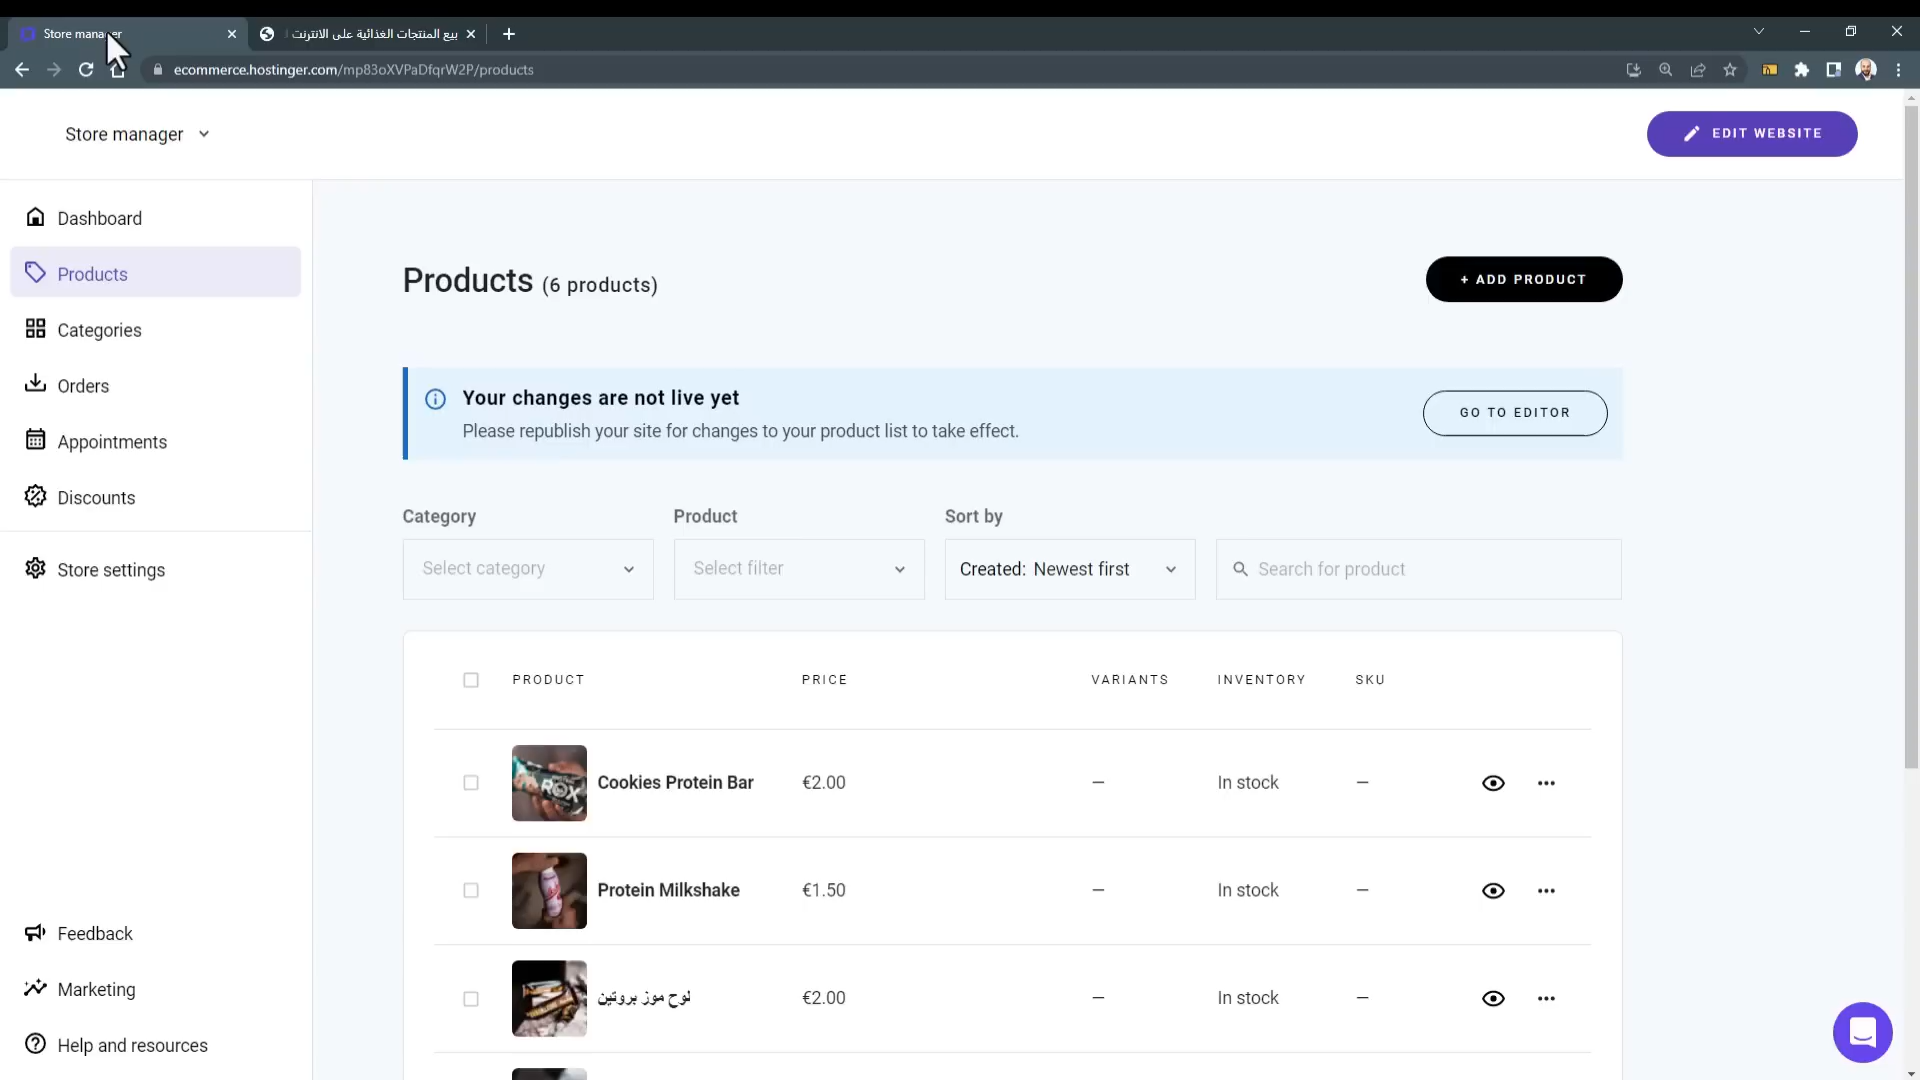 Store manager
بيع المنتجات الغذائية على الانترنت
ecommerce.hostinger.com/mp83oXVPaDfqrW2P/products
Store manager
EDIT WEBSITE
Dashboard
Products
Categories
Orders
Appointments
Discounts
Store settings
Feedback
Marketing
Help and resources
Products (6 products)
+ ADD PRODUCT
Your changes are not live yet
Please republish your site for changes to your product list to take effect.
GO TO EDITOR
Category Product Sort by
Select category Select filter Created: Newest first Search for product
PRODUCT PRICE VARIANTS INVENTORY SKU
ROX
Cookies Protein Bar €2.00 — In stock —
Protein Milkshake €1.50 — In stock —
لوح موز بروتين €2.00 — In stock —